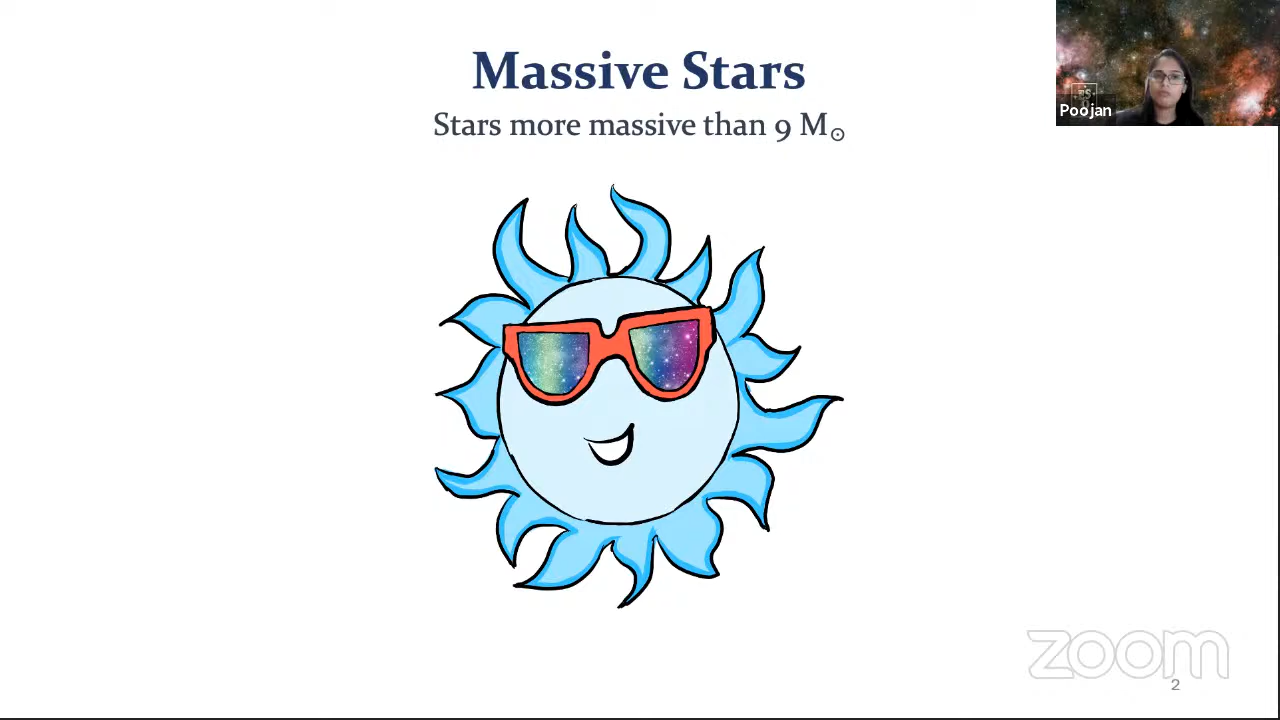 Massive Stars
Stars more massive than 9 M☉
Poojan
zoom
2